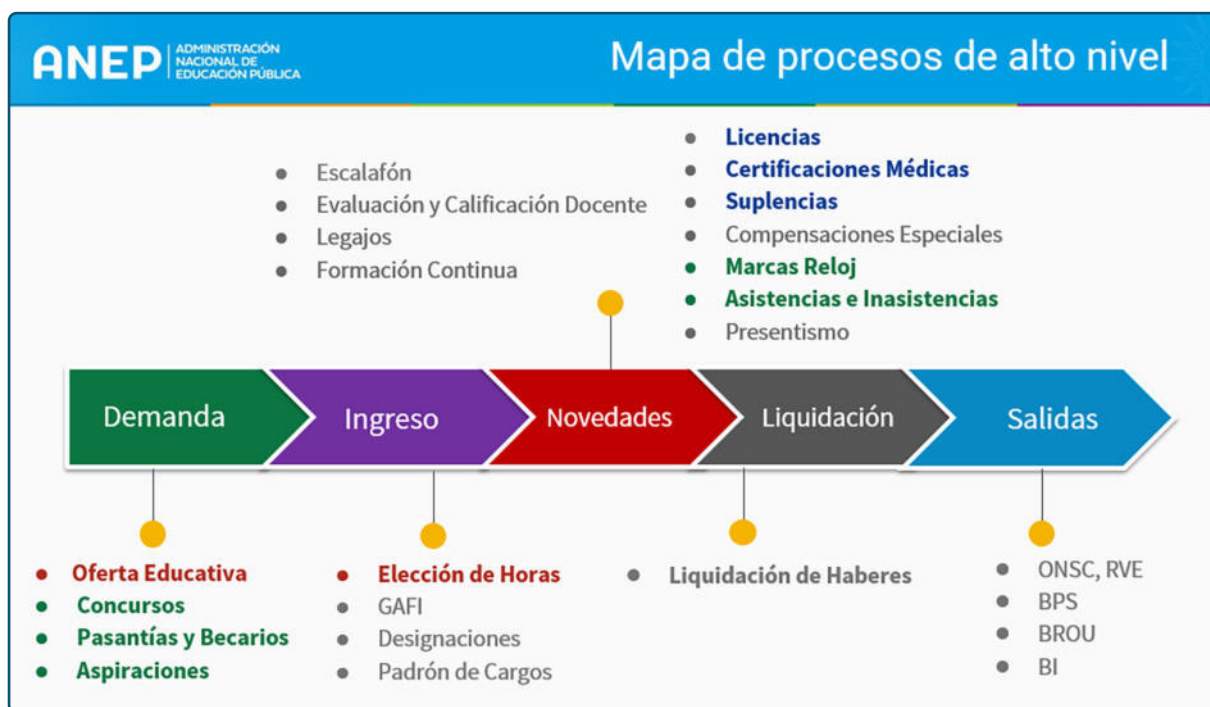 ANEP
ADMINISTRACIÓN
NACIONAL DE
EDUCACIÓN PÚBLICA
Mapa de procesos de alto nivel
Escalafón
Evaluación y Calificación Docente
Legajos
Formación Continua
Licencias
Certificaciones Médicas
Suplencias
Compensaciones Especiales
Marcas Reloj
Asistencias e Inasistencias
Presentismo
Demanda
Ingreso
Novedades
Liquidación
Salidas
Oferta Educativa
Concursos
Pasantías y Becarios
Aspiraciones
Elección de Horas
GAFI
Designaciones
Padrón de Cargos
Liquidación de Haberes
ONSC, RVE
BPS
BROU
BI